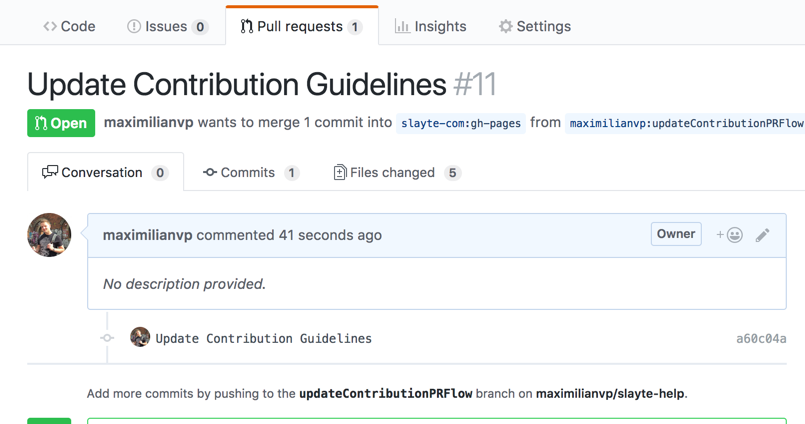 Code Issues 0 Pull requests 1 Insights Settings
Update Contribution Guidelines #11
Open maximilianvp wants to merge 1 commit into slayte-com:gh-pages from maximilianvp:updateContributionPRFlow
Conversation 0 Commits 1 Files changed 5
maximilianvp commented 41 seconds ago Owner +
No description provided.
Update Contribution Guidelines a60c04a
Add more commits by pushing to the updateContributionPRFlow branch on maximilianvp/slayte-help.